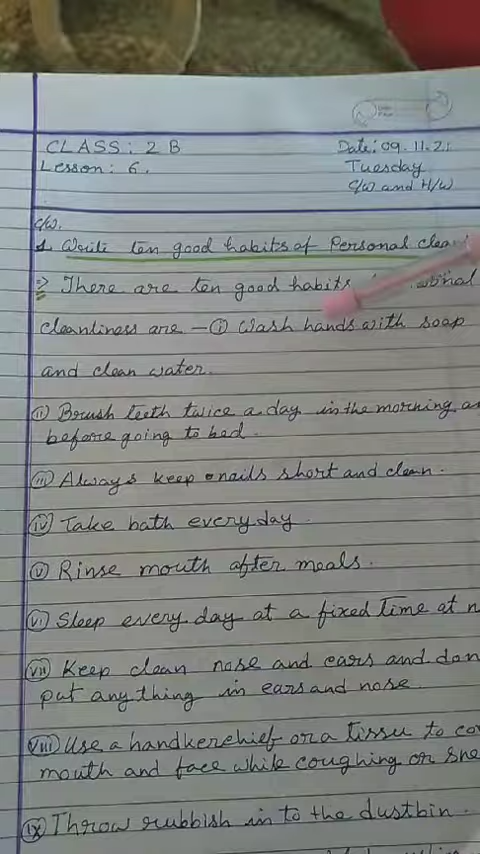 CLASS: 2 B
Date: 09.11.21
Lesson: 6.
Tuesday
C/W and H/W
C/W.
1. Write ten good habits of Personal clean
⇒ There are ten good habits
cleanliness are — (i) Wash hands with soap
and clean water.
(ii) Brush teeth twice a day in the morning
before going to bed.
(iii) Always keep nails short and clean.
(iv) Take bath everyday.
(v) Rinse mouth after meals.
(vi) Sleep every day at a fixed time at
(vii) Keep clean nose and ears and don
put any thing in ears and nose.
(viii) Use a handkerchief or a tissu to co
mouth and face while coughing or sne
(ix) Throw rubbish in to the dustbin.